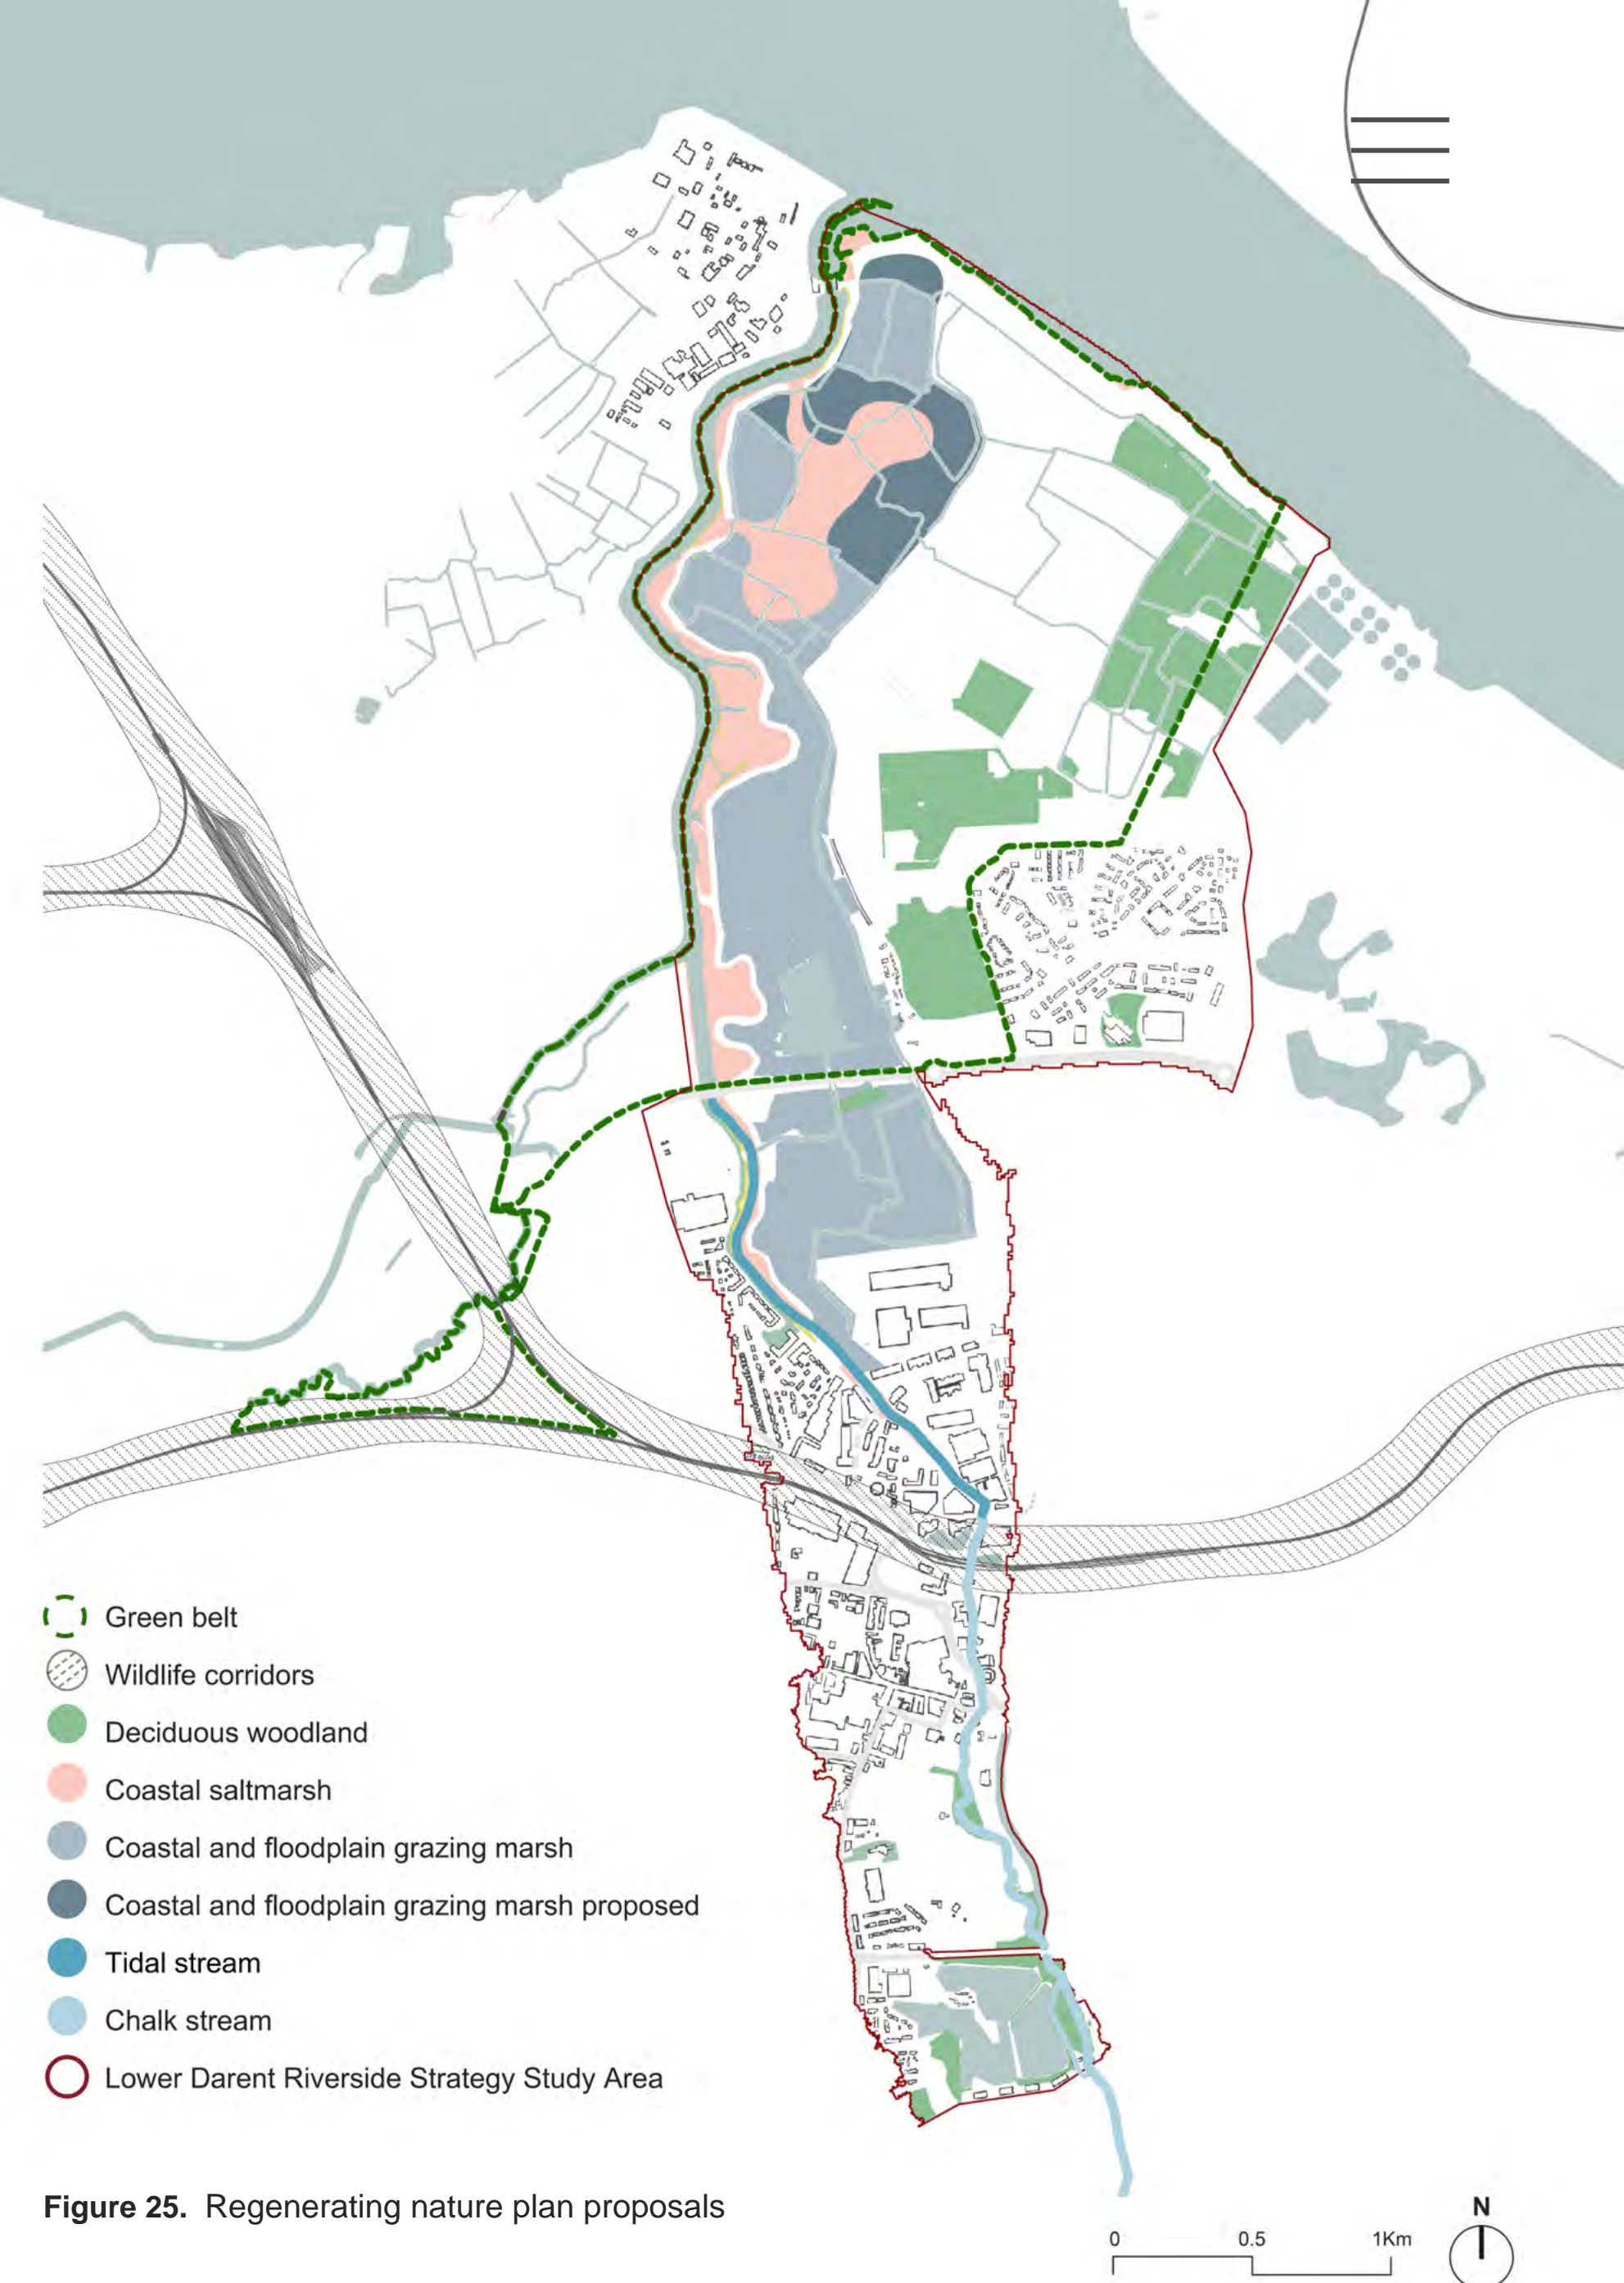 Green belt
Wildlife corridors
Deciduous woodland
Coastal saltmarsh
Coastal and floodplain grazing marsh
Coastal and floodplain grazing marsh proposed
Tidal stream
Chalk stream
Lower Darent Riverside Strategy Study Area
Figure 25. Regenerating nature plan proposals
0 0.5 1Km
N